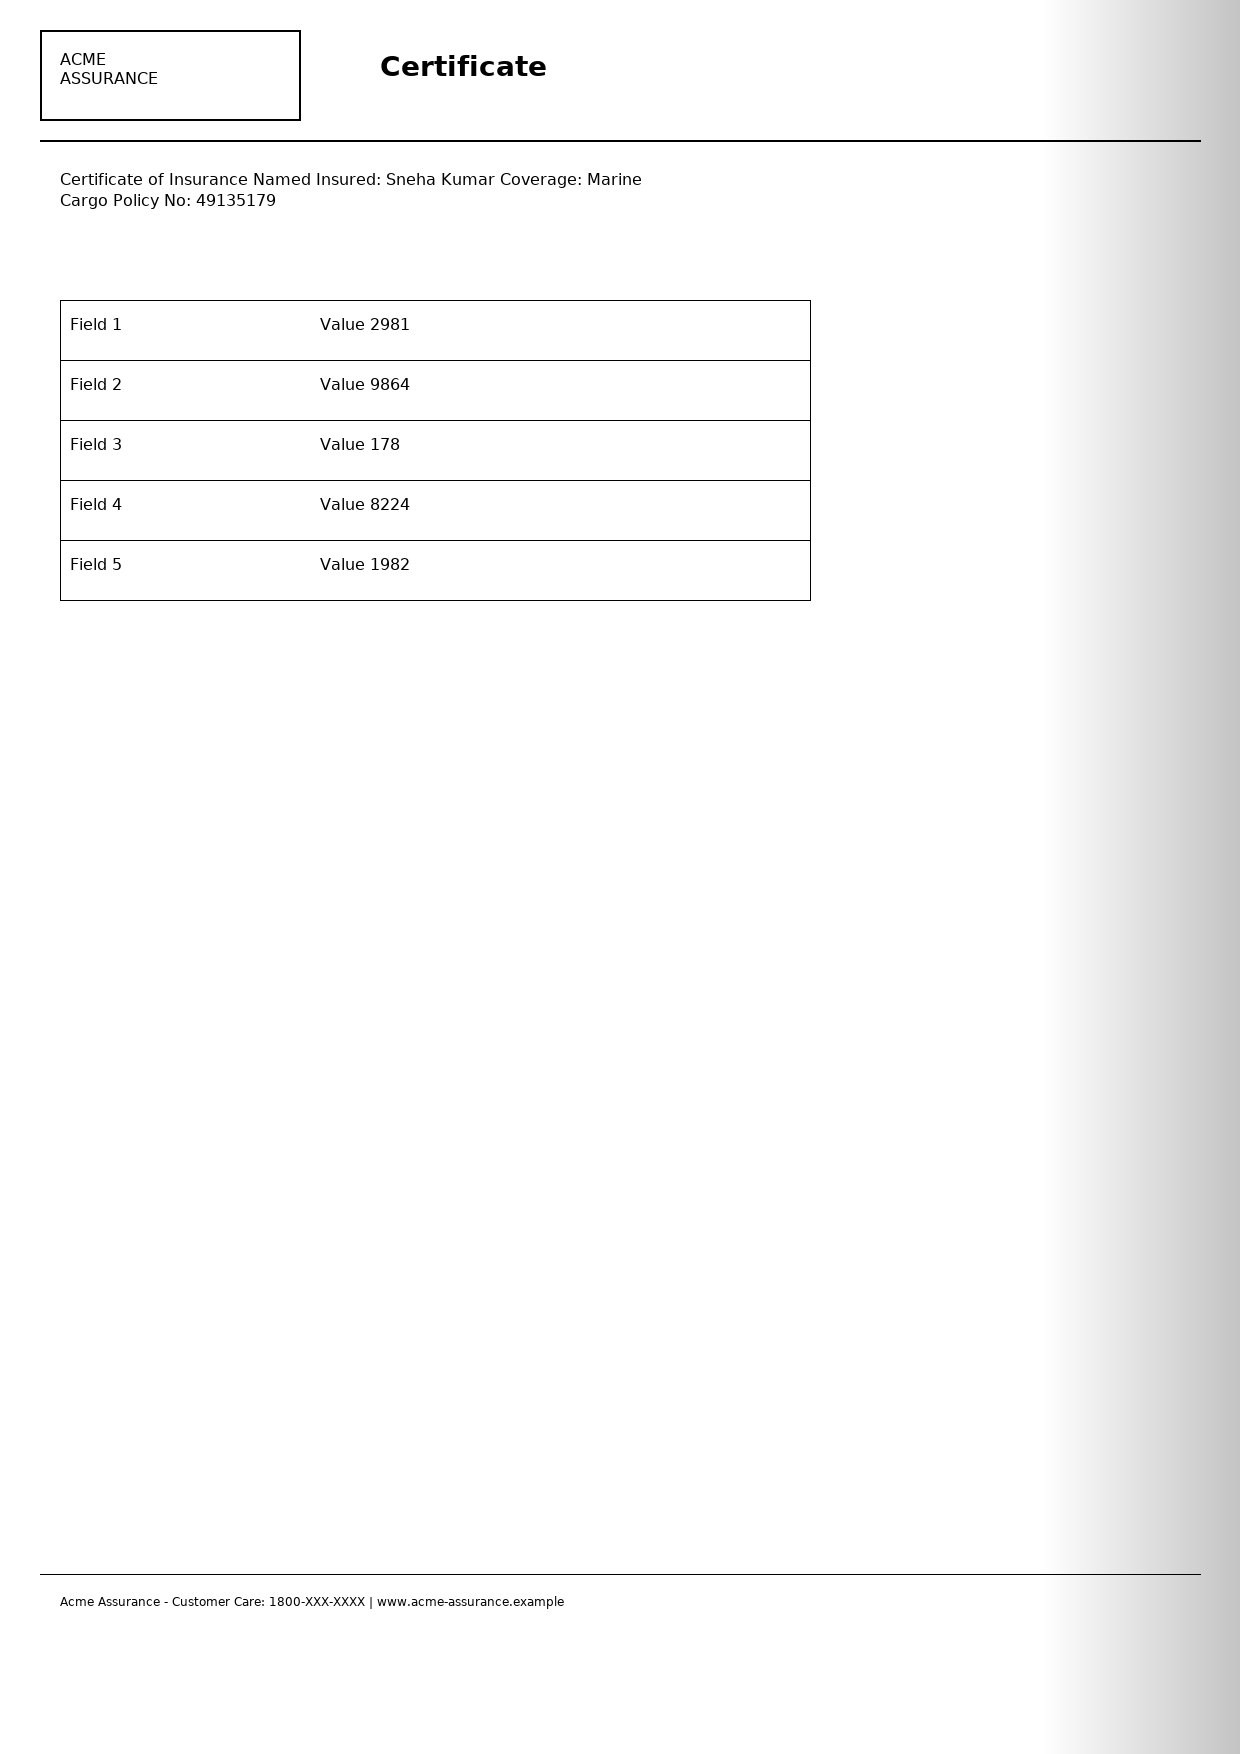 ACME
ASSURANCE
Certificate
Certificate of Insurance Named Insured: Sneha Kumar Coverage: Marine
Cargo Policy No: 49135179
Field 1 Value 2981
Field 2 Value 9864
Field 3 Value 178
Field 4 Value 8224
Field 5 Value 1982
Acme Assurance - Customer Care: 1800-XXX-XXXX | www.acme-assurance.example